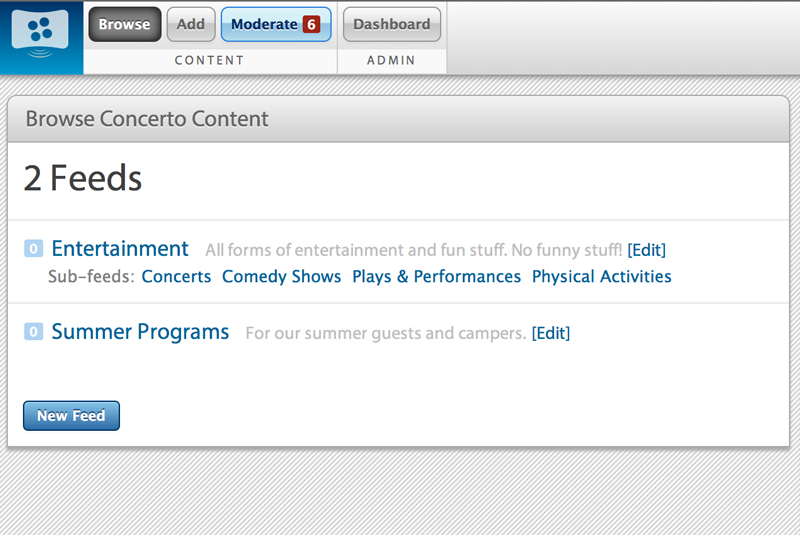 Browse Add Moderate 6 Dashboard
CONTENT ADMIN
Browse Concerto Content
2 Feeds
0 Entertainment All forms of entertainment and fun stuff. No funny stuff! [Edit]
Sub-feeds: Concerts Comedy Shows Plays & Performances Physical Activities
0 Summer Programs For our summer guests and campers. [Edit]
New Feed